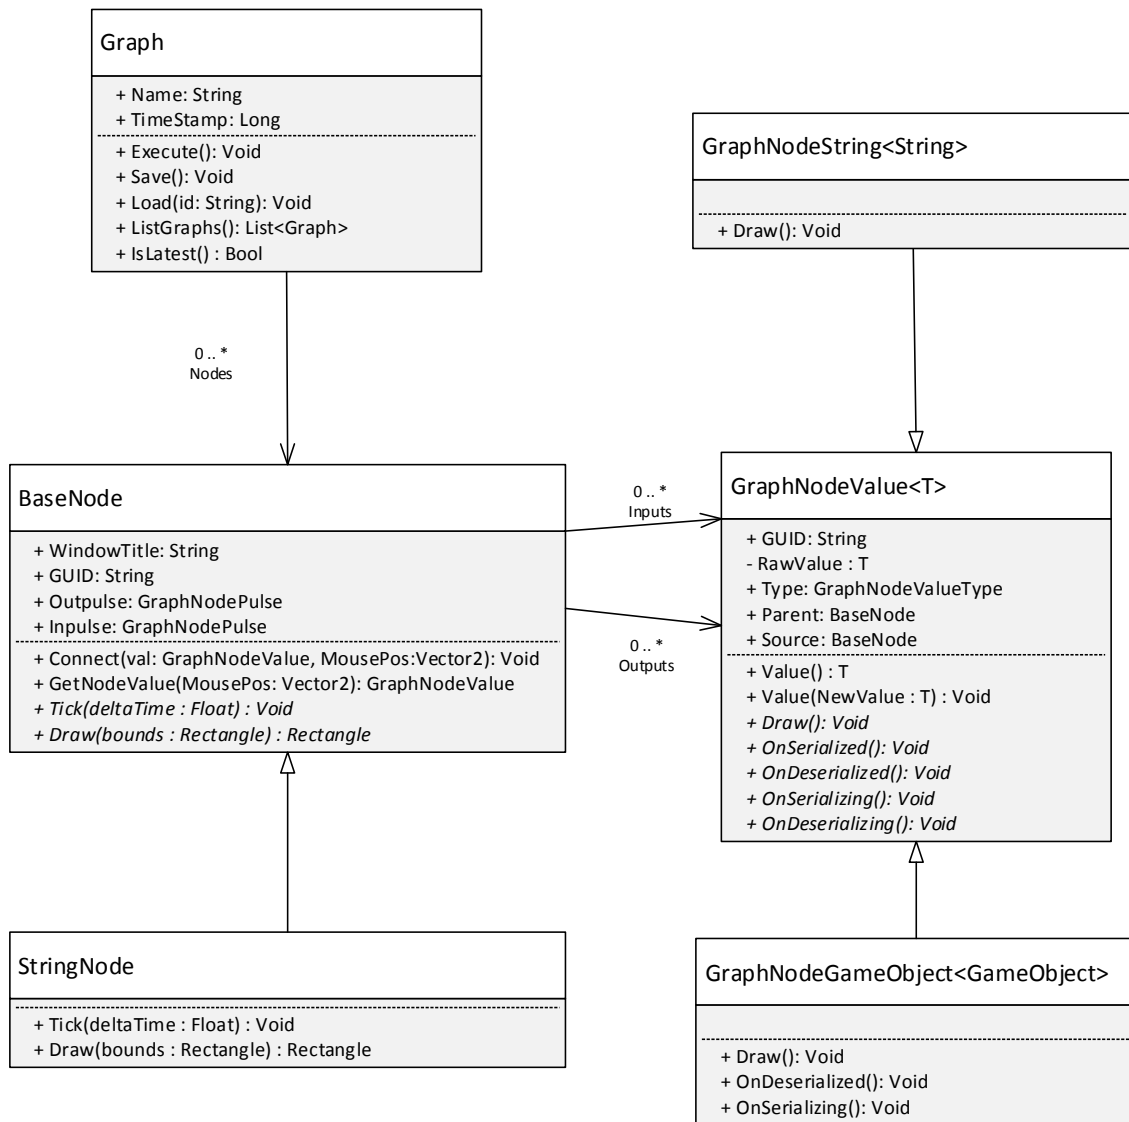 Graph
+ Name: String
+ TimeStamp: Long
+ Execute(): Void
+ Save(): Void
+ Load(id: String): Void
+ ListGraphs(): List<Graph>
+ IsLatest() : Bool
GraphNodeString<String>
+ Draw(): Void
0 .. *
Nodes
BaseNode
+ WindowTitle: String
+ GUID: String
+ Outpulse: GraphNodePulse
+ Inpulse: GraphNodePulse
+ Connect(val: GraphNodeValue, MousePos:Vector2): Void
+ GetNodeValue(MousePos: Vector2): GraphNodeValue
+ Tick(deltaTime : Float) : Void
+ Draw(bounds : Rectangle) : Rectangle
0 .. *
Inputs
0 .. *
Outputs
GraphNodeValue<T>
+ GUID: String
- RawValue : T
+ Type: GraphNodeValueType
+ Parent: BaseNode
+ Source: BaseNode
+ Value() : T
+ Value(NewValue : T) : Void
+ Draw(): Void
+ OnSerialized(): Void
+ OnDeserialized(): Void
+ OnSerializing(): Void
+ OnDeserializing(): Void
StringNode
+ Tick(deltaTime : Float) : Void
+ Draw(bounds : Rectangle) : Rectangle
GraphNodeGameObject<GameObject>
+ Draw(): Void
+ OnDeserialized(): Void
+ OnSerializing(): Void